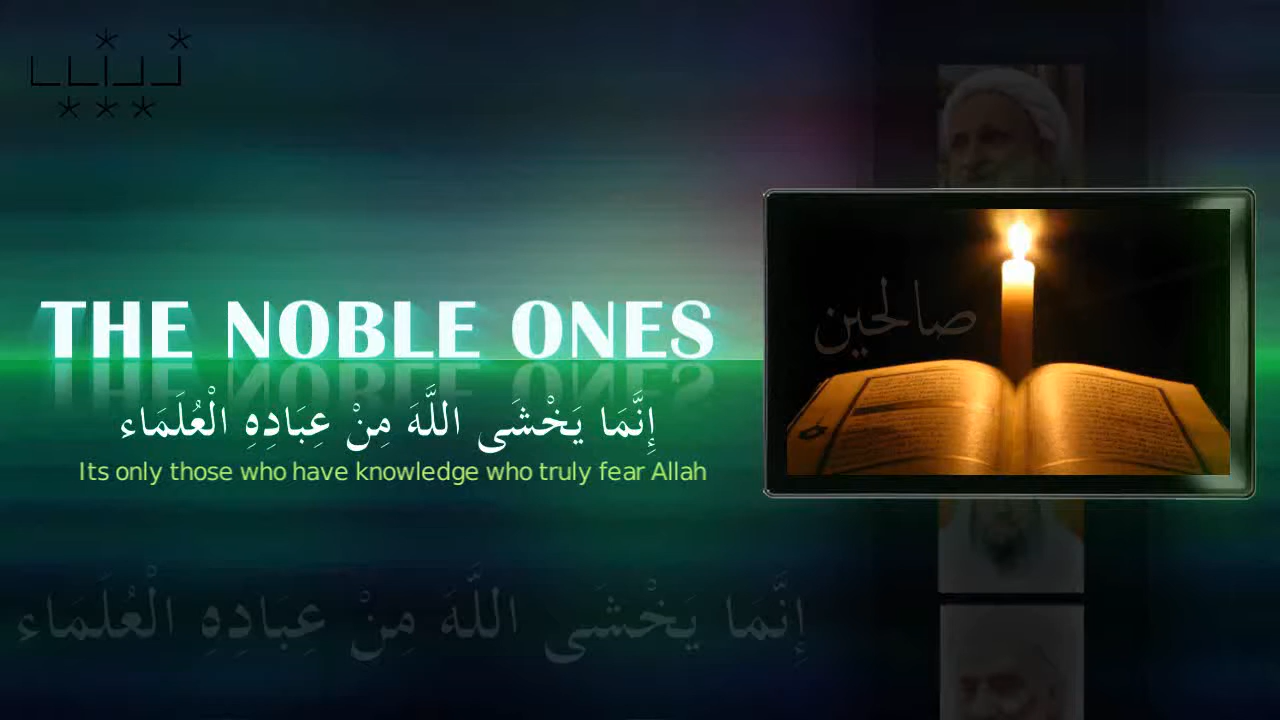 THE NOBLE ONES
إِنَّمَا يَخْشَى اللَّهَ مِنْ عِبَادِهِ الْعُلَمَاء
Its only those who have knowledge who truly fear Allah
صالحين
إِنَّمَا يَخْشَى اللَّهَ مِنْ عِبَادِهِ الْعُلَمَاء